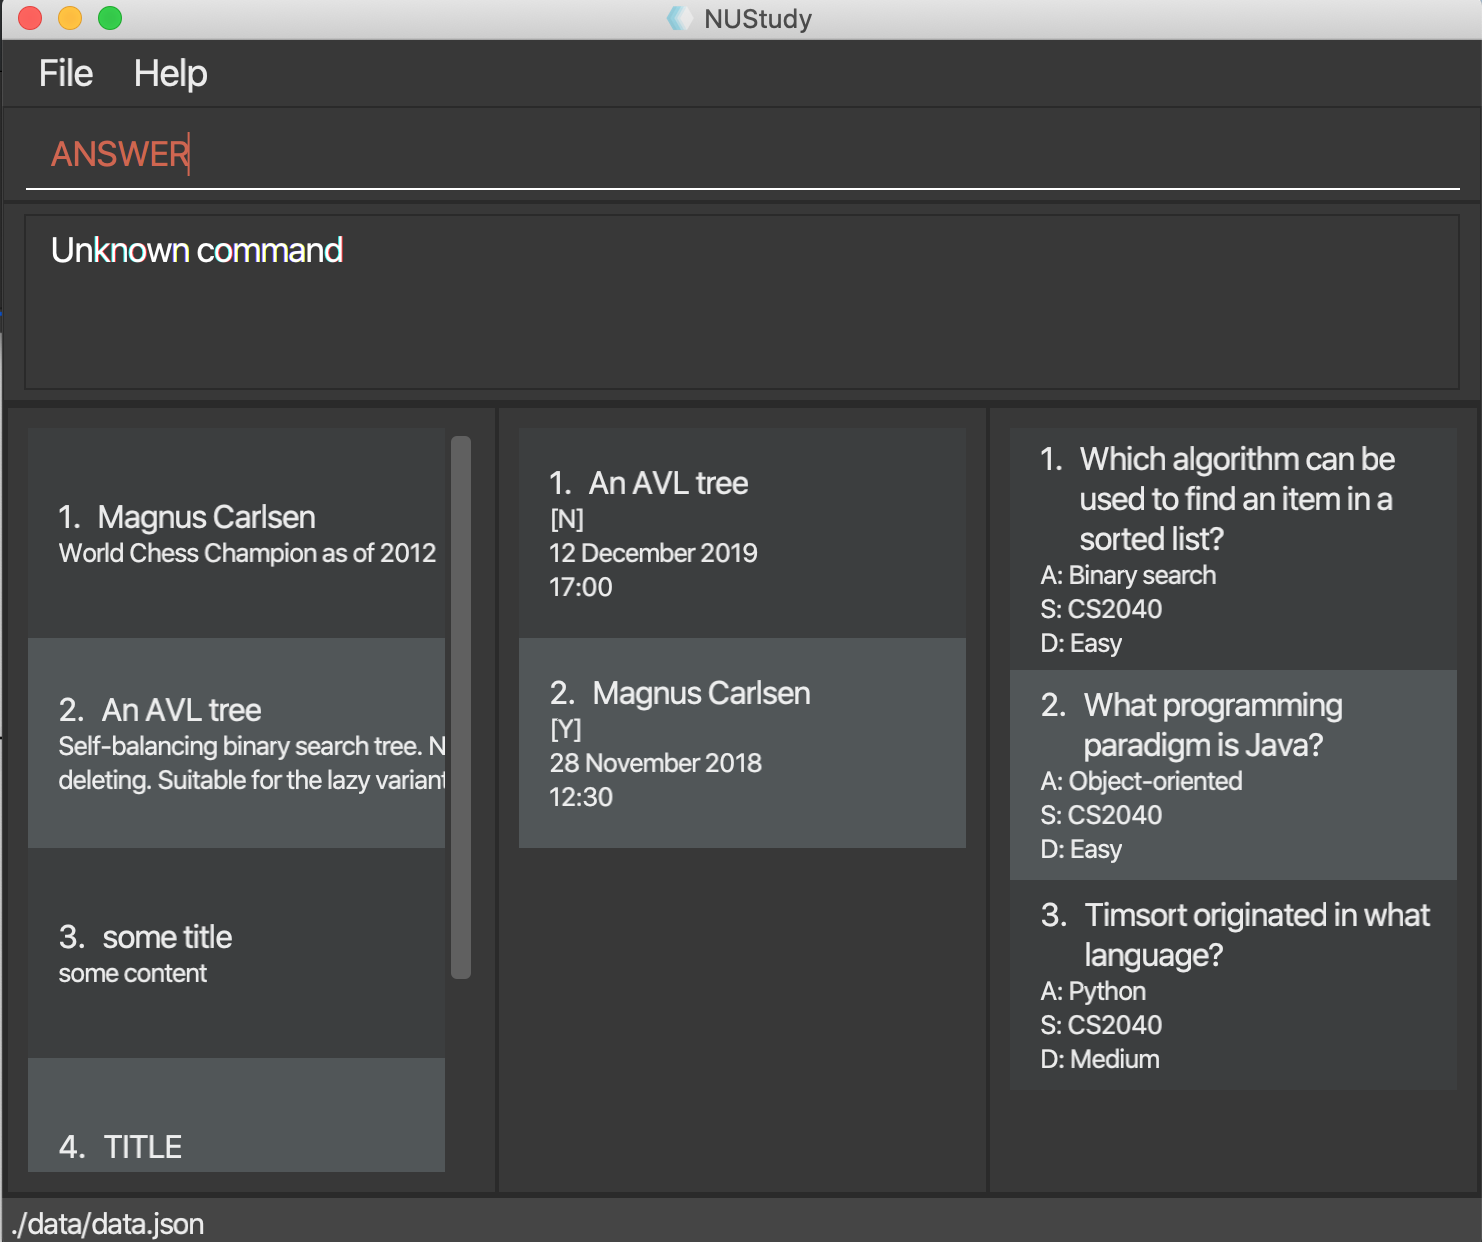 NUStudy
File Help
ANSWER
Unknown command
1. Magnus Carlsen
World Chess Champion as of 2012
2. An AVL tree
Self-balancing binary search tree. N
deleting. Suitable for the lazy variant
3. some title
some content
4. TITLE
1. An AVL tree
[N]
12 December 2019
17:00
2. Magnus Carlsen
[Y]
28 November 2018
12:30
1. Which algorithm can be
used to find an item in a
sorted list?
A: Binary search
S: CS2040
D: Easy
2. What programming
paradigm is Java?
A: Object-oriented
S: CS2040
D: Easy
3. Timsort originated in what
language?
A: Python
S: CS2040
D: Medium
./data/data.json